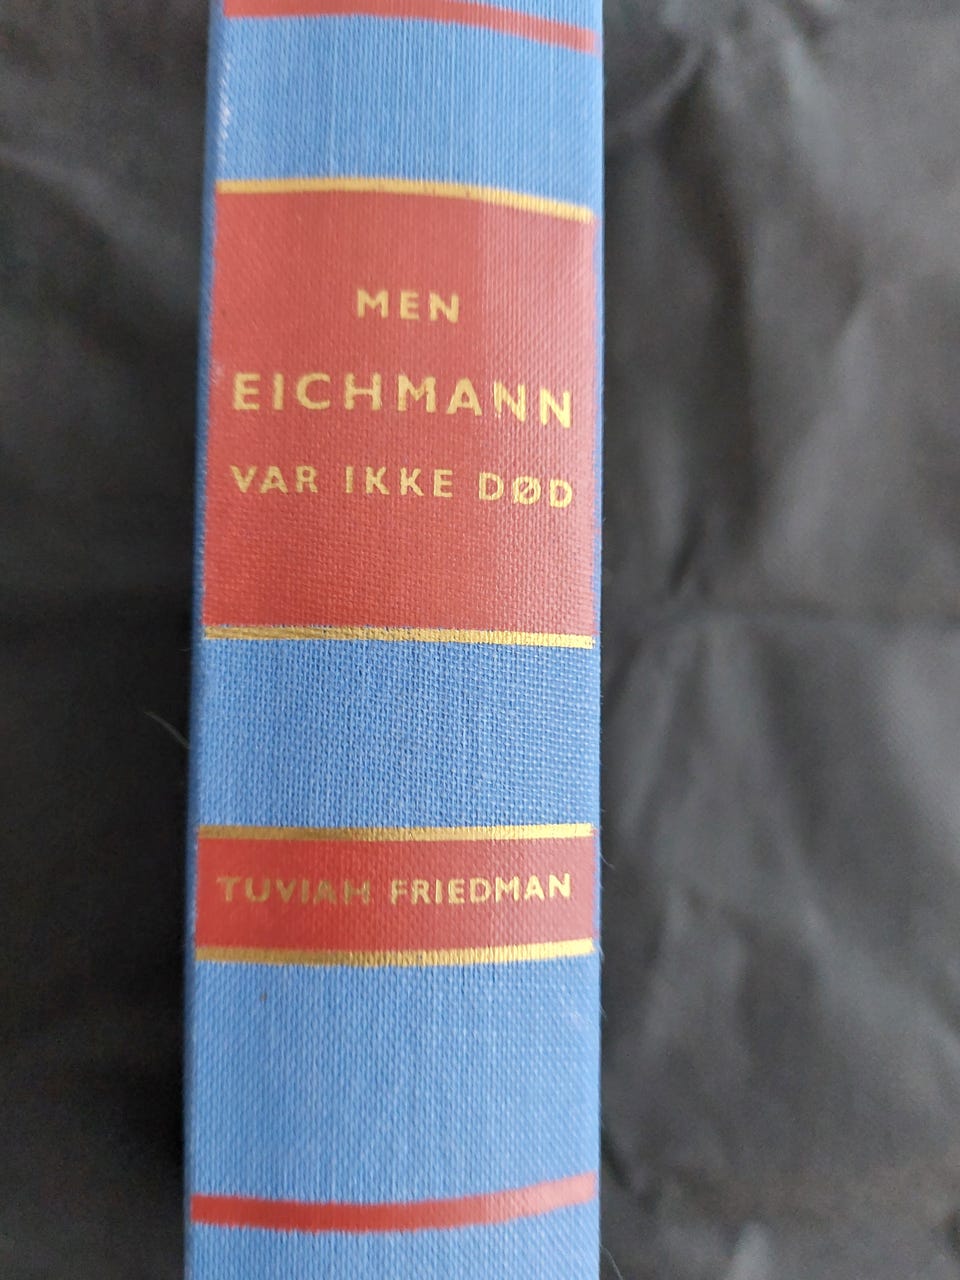 MEN
EICHMANN
VAR IKKE DØD
TUVIAH FRIEDMAN